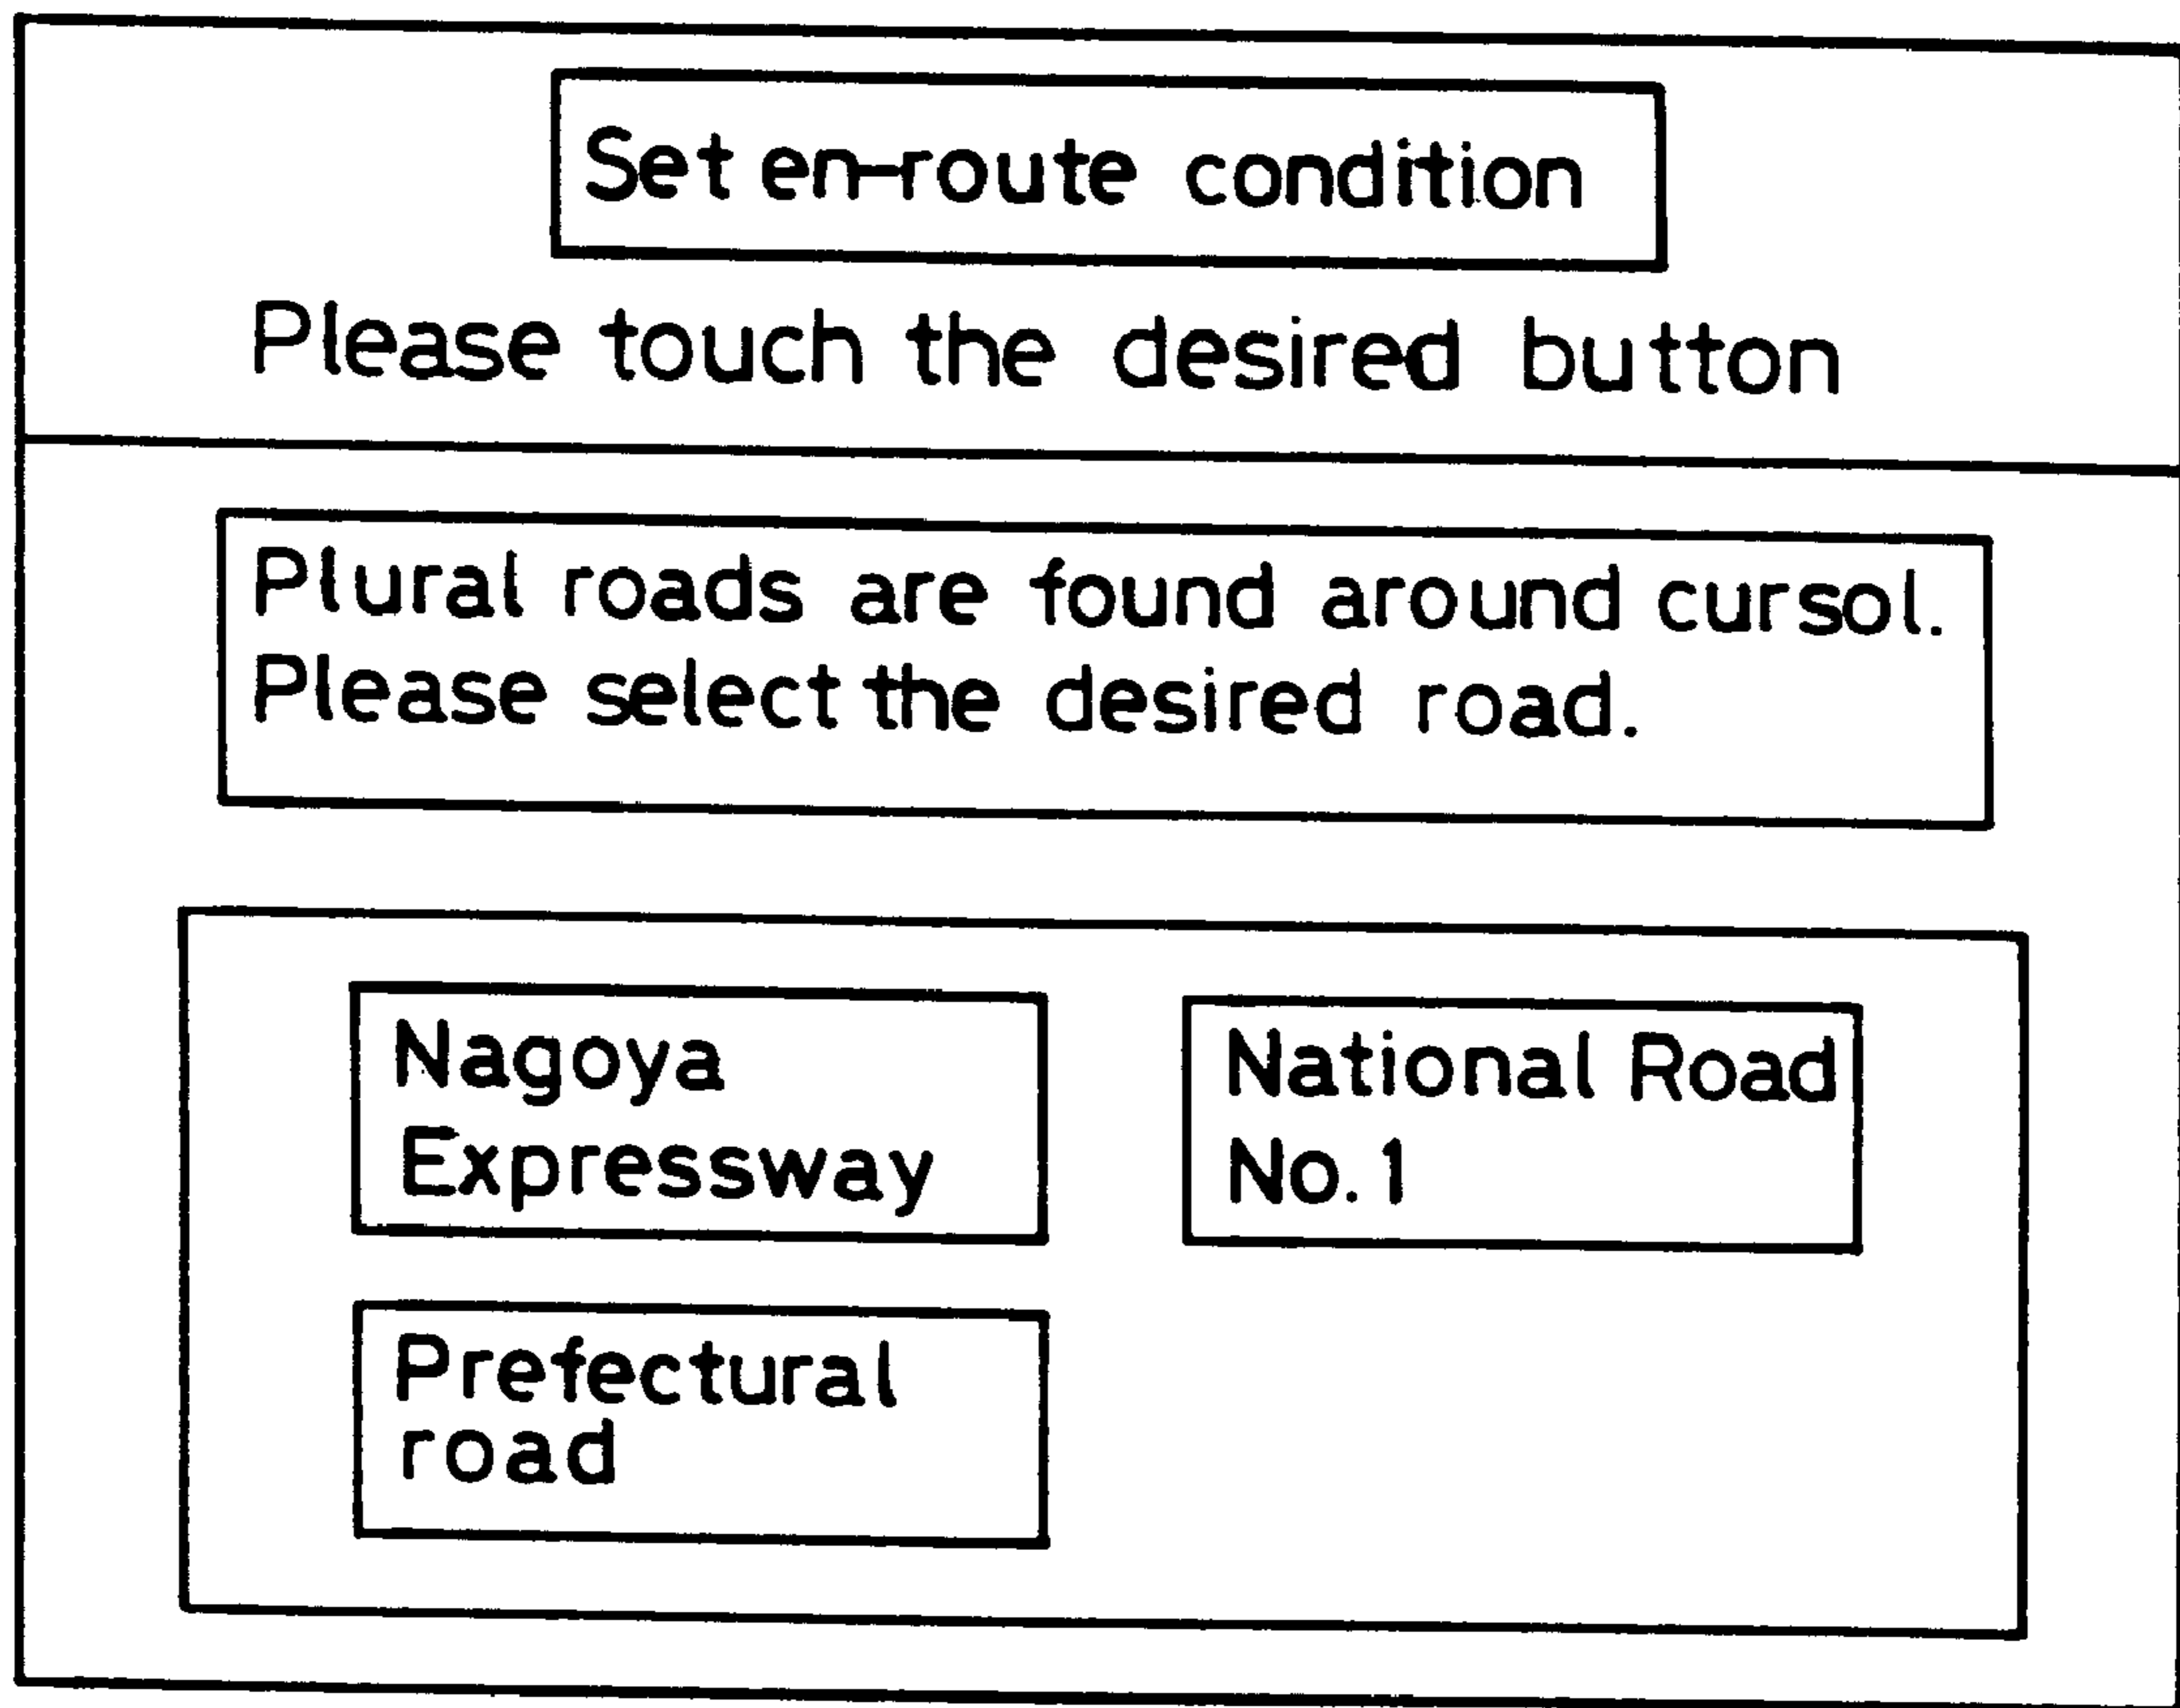 Set en-route condition
Please touch the desired button
Plural roads are found around cursol.
Please select the desired road.
Nagoya
Expressway
National Road
No.1
Prefectural
road